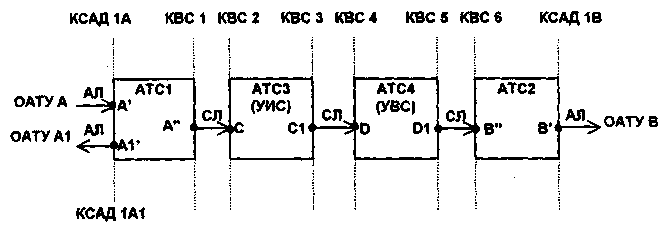 КСАД 1А КВС 1 КВС 2 КВС 3 КВС 4 КВС 5 КВС 6 КСАД 1В
АТС1 АТС3 (УИС) АТС4 (УВС) АТС2
ОАТУ А АЛ А' АЛ ОАТУ В
ОАТУ А1 АЛ А1' А" СЛ С С1 СЛ D D1 СЛ В" В'
КСАД 1А1